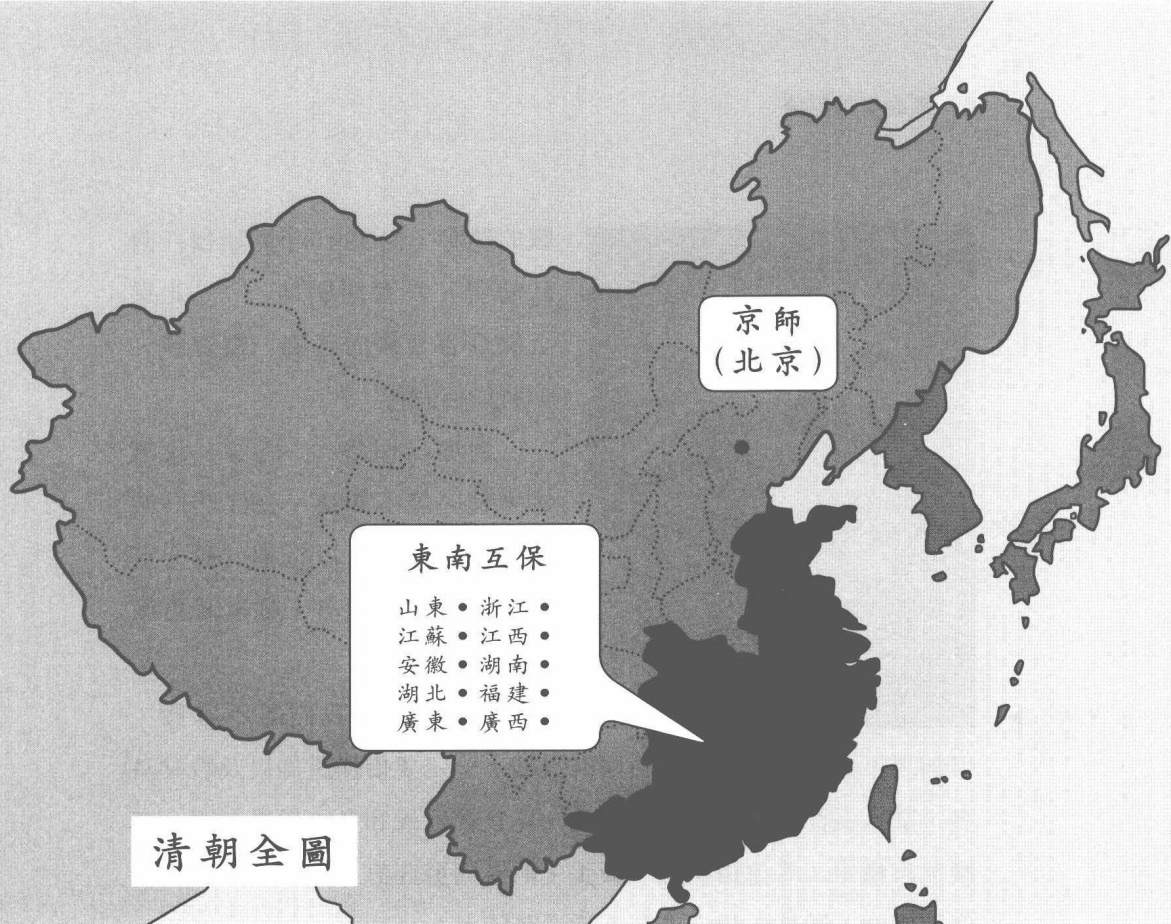 京師
（北京）
東南互保
山東•浙江•
江蘇•江西•
安徽•湖南•
湖北•福建•
廣東•廣西•
清朝全圖